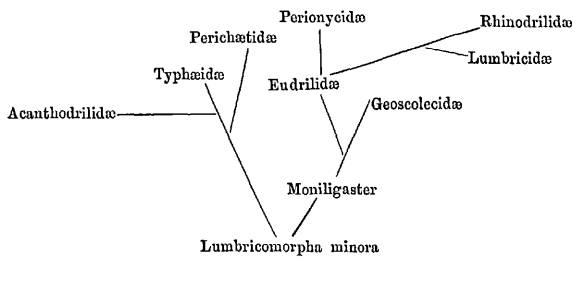 Perionycidæ
Rhinodrilidæ
Perichætidæ
Lumbricidæ
Typhæidæ
Eudrilidæ
Geoscolecidæ
Acanthodrilidæ
Moniligaster
Lumbricomorpha minora